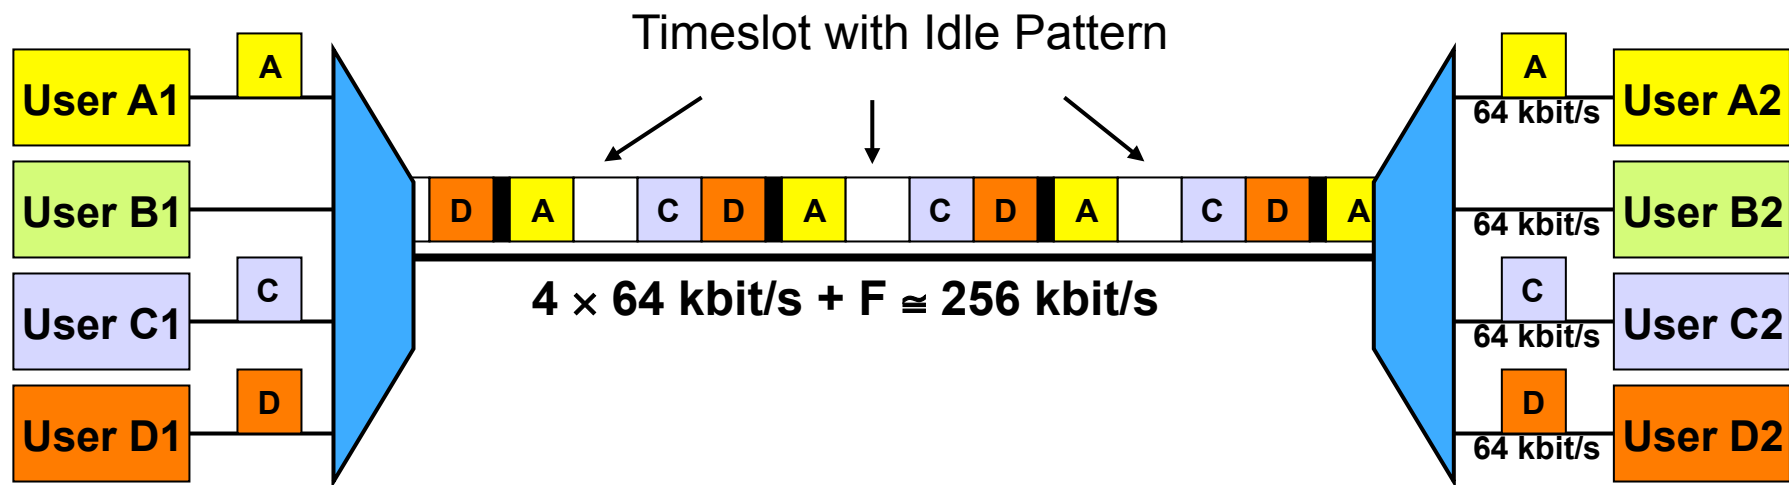 Timeslot with Idle Pattern
User A1
A
User B1
User C1
C
User D1
D
D A C D A C D A C D A
4 × 64 kbit/s + F ≅ 256 kbit/s
A
64 kbit/s
User A2
64 kbit/s
User B2
C
64 kbit/s
User C2
D
64 kbit/s
User D2